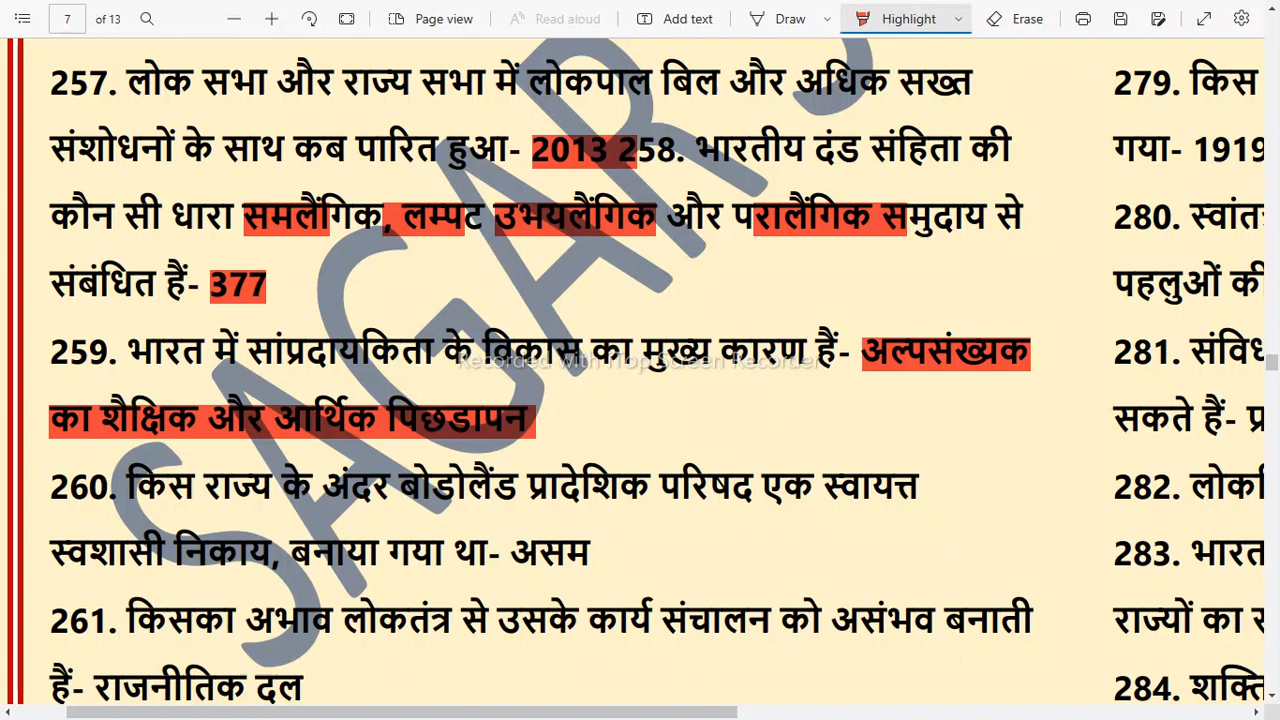 7 of 13 Page view Read aloud Add text Draw Highlight Erase
257. लोक सभा और राज्य सभा में लोकपाल बिल और अधिक सख्त
संशोधनों के साथ कब पारित हुआ- 2013 258. भारतीय दंड संहिता की
कौन सी धारा समलैंगिक, लम्पट उभयलैंगिक और परालैंगिक समुदाय से
संबंधित हैं- 377
259. भारत में सांप्रदायकिता के विकास का मुख्य कारण हैं- अल्पसंख्यक
का शैक्षिक और आर्थिक पिछडापन
260. किस राज्य के अंदर बोडोलैंड प्रादेशिक परिषद एक स्वायत्त
स्वशासी निकाय, बनाया गया था- असम
261. किसका अभाव लोकतंत्र से उसके कार्य संचालन को असंभव बनाती
हैं- राजनीतिक दल
279. किस
गया- 1919
280.
पहलुओं की
281.
सकते हैं-
282.
283. भारत
राज्यों का
284.
SAGAR
Recorded with iTop Screen Recorder